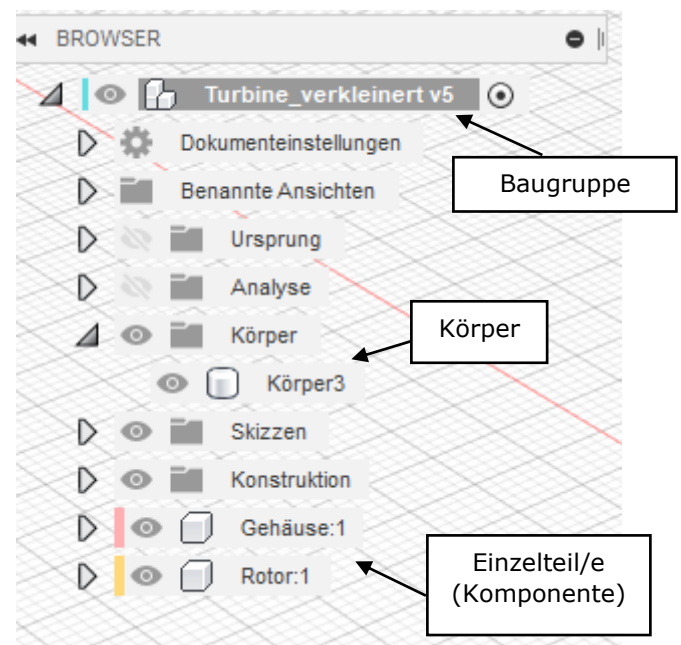 BROWSER
Turbine_verkleinert v5
Dokumenteinstellungen
Baugruppe
Benannte Ansichten
Ursprung
Analyse
Körper
Körper
Körper3
Skizzen
Konstruktion
Gehäuse:1
Einzelteil/e
(Komponente)
Rotor:1